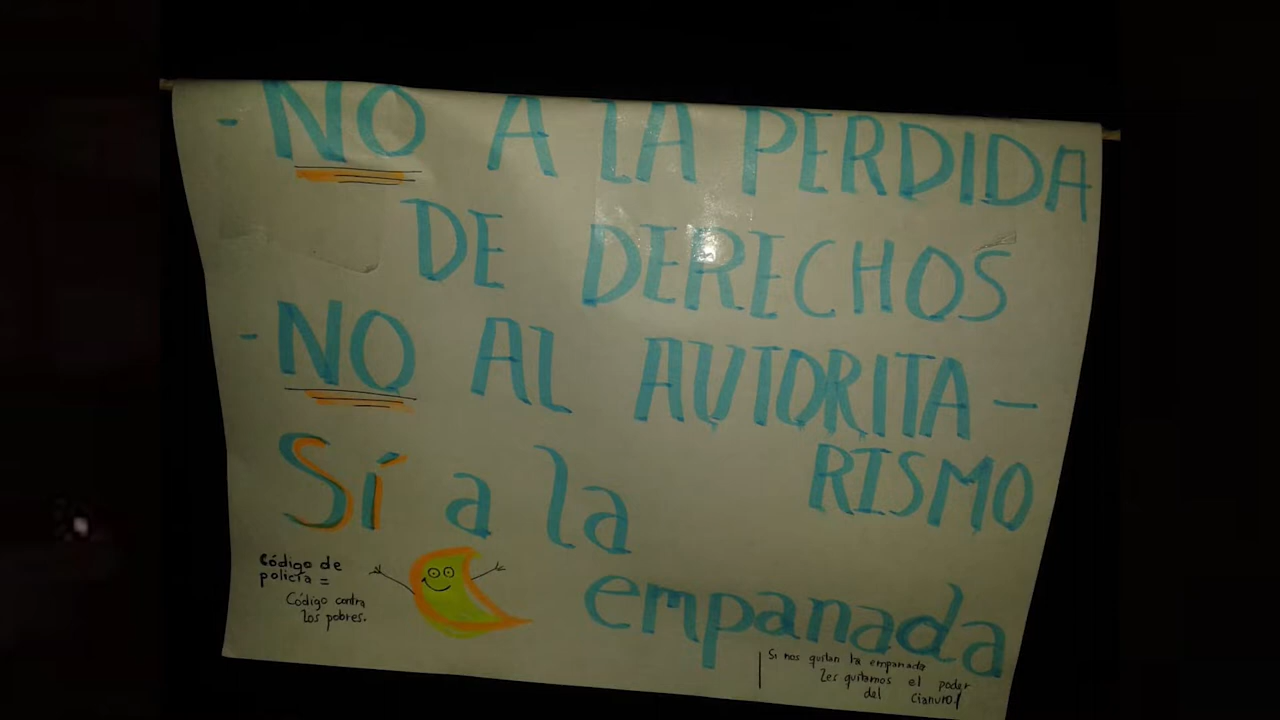 - NO A LA PERDIDA
DE DERECHOS
- NO AL AUTORITA-
RISMO
Sí a la
empanada
Código de
policía =
Código contra
los pobres.
Si nos quitan la empanada
les quitamos el poder
del cianuro!